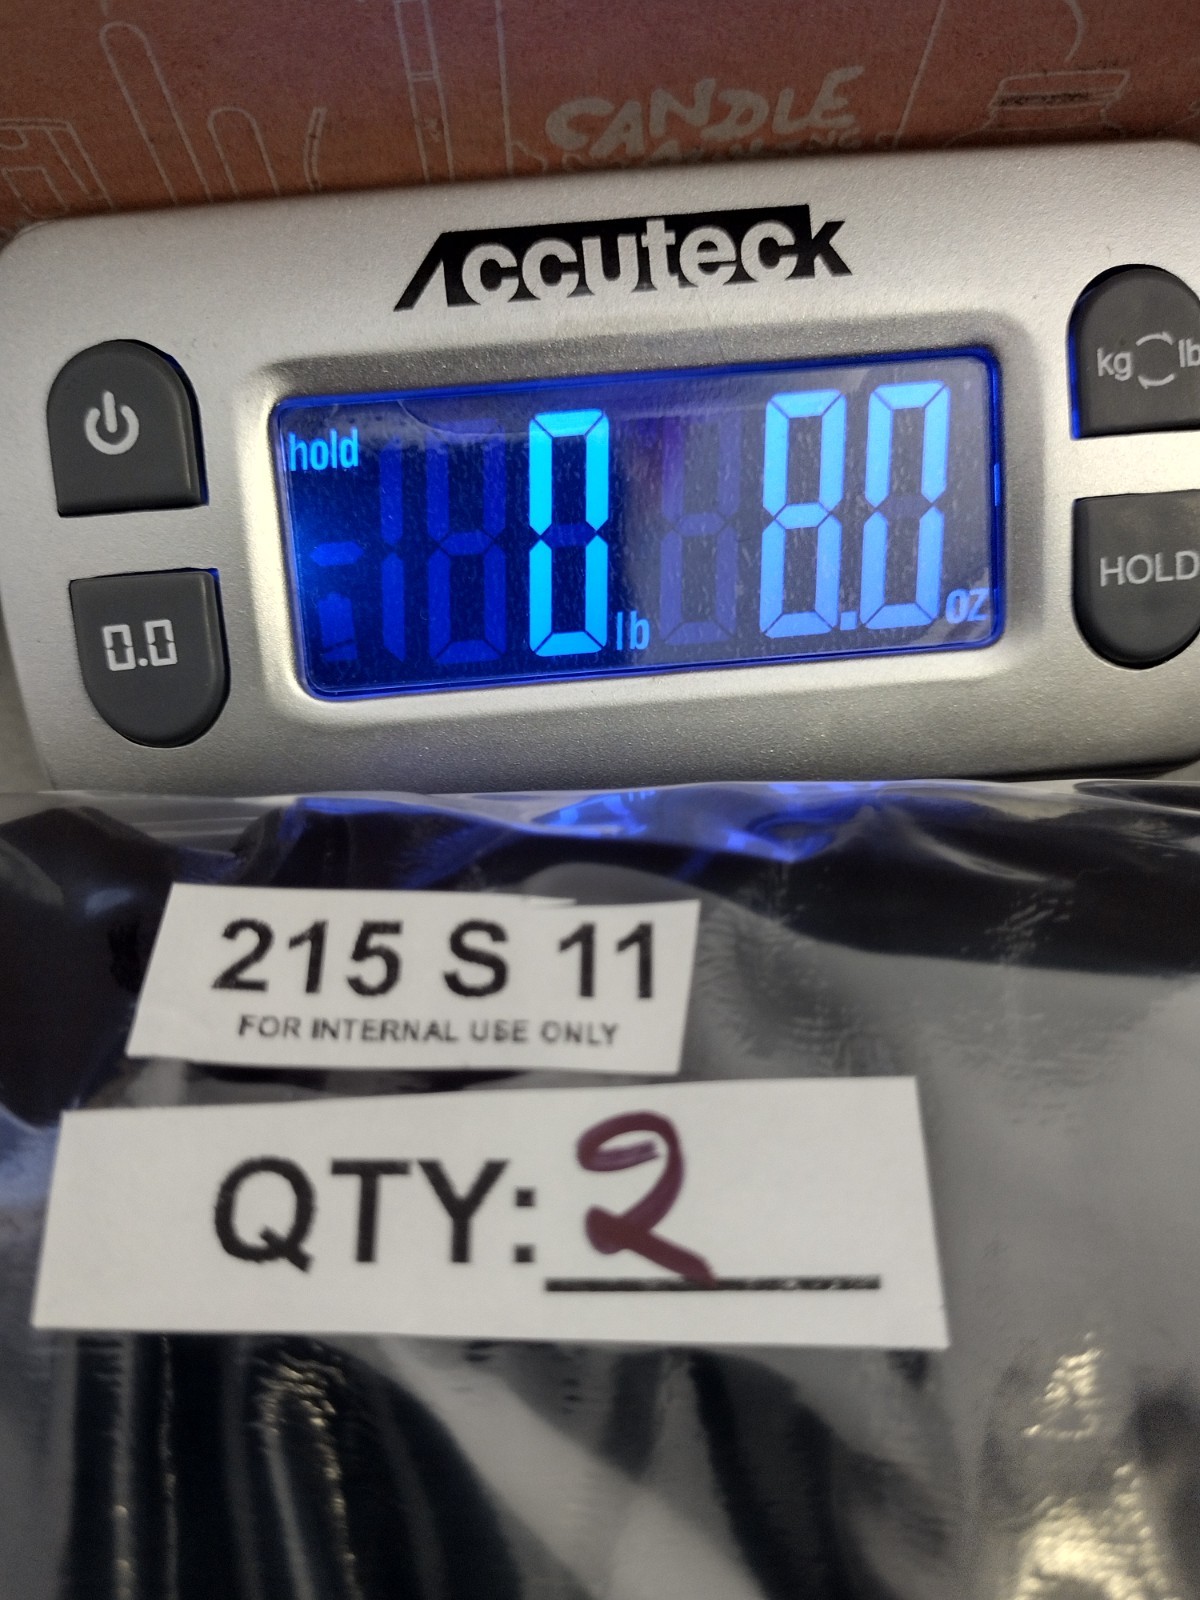 CANDLE
Accuteck
kg lb
hold
0 lb 8.0 oz
HOLD
0.0
215 S 11
FOR INTERNAL USE ONLY
QTY: 2